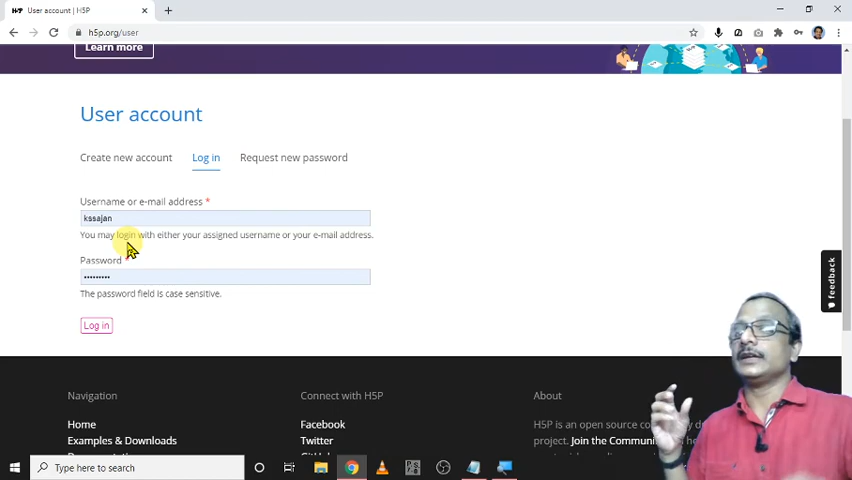 H5P User account | H5P
h5p.org/user
Learn more
User account
Create new account Log in Request new password
Username or e-mail address *
kssajan
You may login with either your assigned username or your e-mail address.
Password
•••••••••
The password field is case sensitive.
Log in
feedback
Navigation Connect with H5P About
Home Facebook H5P is an open source
Examples & Downloads Twitter project. Join the
Type here to search